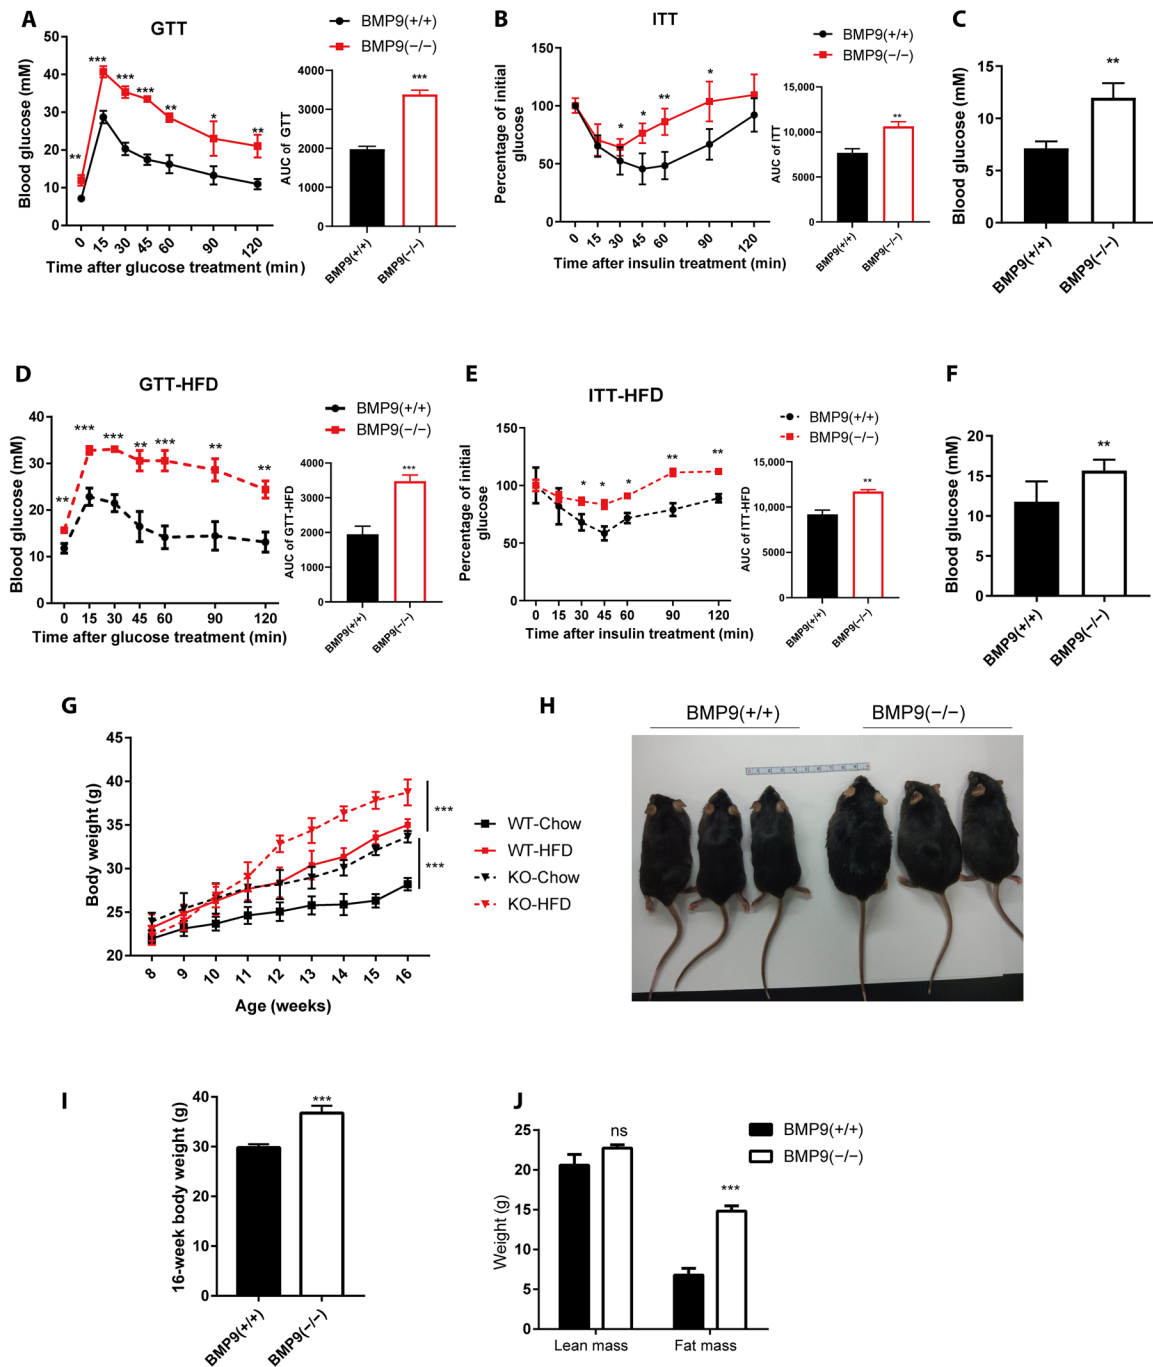 A
GTT
BMP9(+/+)
BMP9(−/−)
Blood glucose (mM)
50
40
30
20
10
0
***
***
***
**
**
*
**
0 15 30 45 60 90 120
Time after glucose treatment (min)
AUC of GTT
4000
3000
2000
1000
0
***
BMP9(+/+)
BMP9(−/−)
B
ITT
BMP9(+/+)
BMP9(−/−)
Percentage of initial
glucose
150
100
50
0
*
*
**
*
0 15 30 45 60 90 120
Time after insulin treatment (min)
AUC of ITT
15,000
10,000
5000
0
**
BMP9(+/+)
BMP9(−/−)
C
Blood glucose (mM)
15
10
5
0
**
BMP9(+/+)
BMP9(−/−)
D
GTT-HFD
BMP9(+/+)
BMP9(−/−)
Blood glucose (mM)
40
30
20
10
0
**
***
***
**
***
**
**
0 15 30 45 60 90 120
Time after glucose treatment (min)
AUC of GTT-HFD
4000
3000
2000
1000
0
***
BMP9(+/+)
BMP9(−/−)
E
ITT-HFD
BMP9(+/+)
BMP9(−/−)
Percentage of initial
glucose
150
100
50
0
*
*
*
**
**
0 15 30 45 60 90 120
Time after insulin treatment (min)
AUC of ITT-HFD
15,000
10,000
5000
0
**
BMP9(+/+)
BMP9(−/−)
F
Blood glucose (mM)
20
15
10
5
0
**
BMP9(+/+)
BMP9(−/−)
G
Body weight (g)
45
40
35
30
25
20
***
***
8 9 10 11 12 13 14 15 16
Age (weeks)
WT-Chow
WT-HFD
KO-Chow
KO-HFD
H
BMP9(+/+)
BMP9(−/−)
I
16-week body weight (g)
40
30
20
10
0
***
BMP9(+/+)
BMP9(−/−)
J
BMP9(+/+)
BMP9(−/−)
Weight (g)
25
20
15
10
5
0
ns
***
Lean mass Fat mass